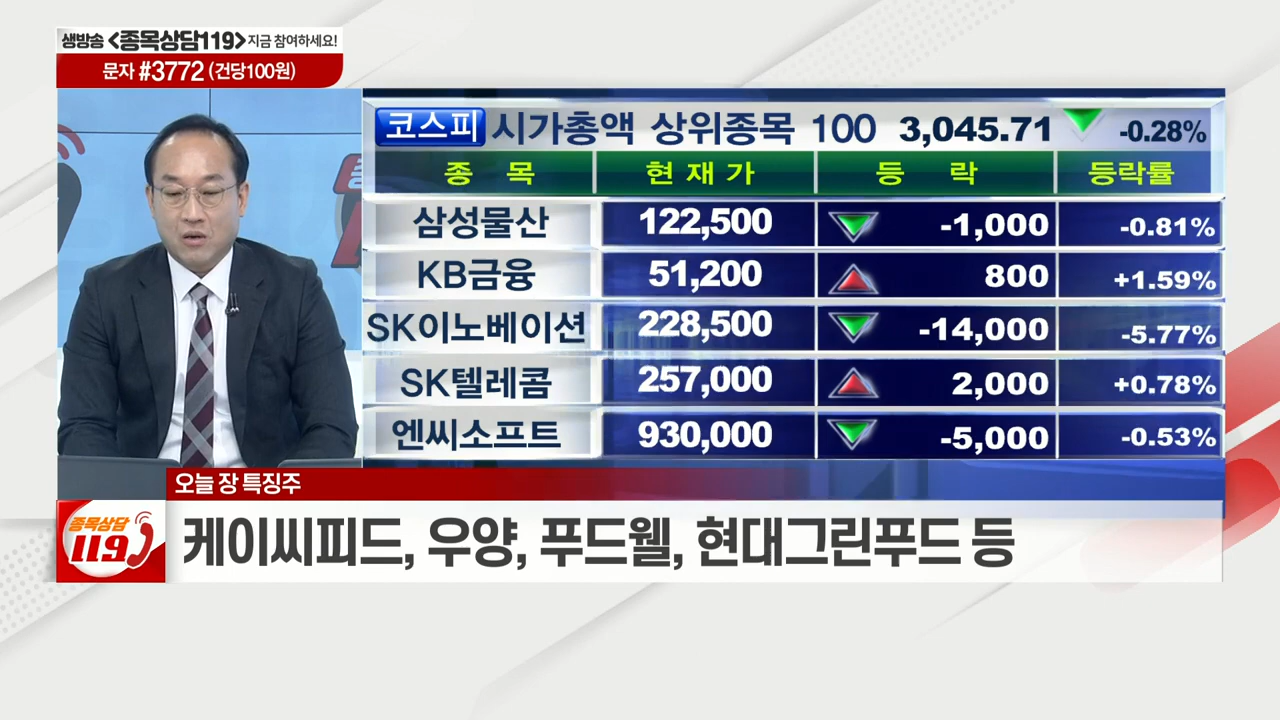 생방송 <종목상담119> 지금 참여하세요!
문자 #3772 (건당100원)
코스피 시가총액 상위종목 100 3,045.71 -0.28%
종 목 현 재 가 등 락 등락률
삼성물산 122,500 -1,000 -0.81%
KB금융 51,200 800 +1.59%
SK이노베이션 228,500 -14,000 -5.77%
SK텔레콤 257,000 2,000 +0.78%
엔씨소프트 930,000 -5,000 -0.53%
오늘 장 특징주
종목상담
119
케이씨피드, 우양, 푸드웰, 현대그린푸드 등